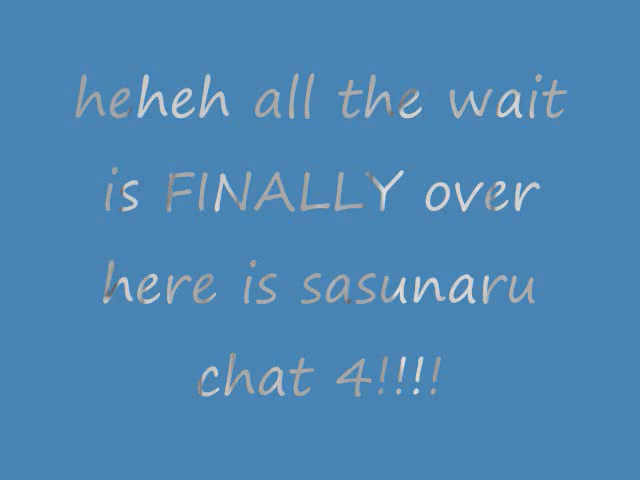 heheh all the wait
is FINALLY over
here is sasunaru
chat 4!!!!